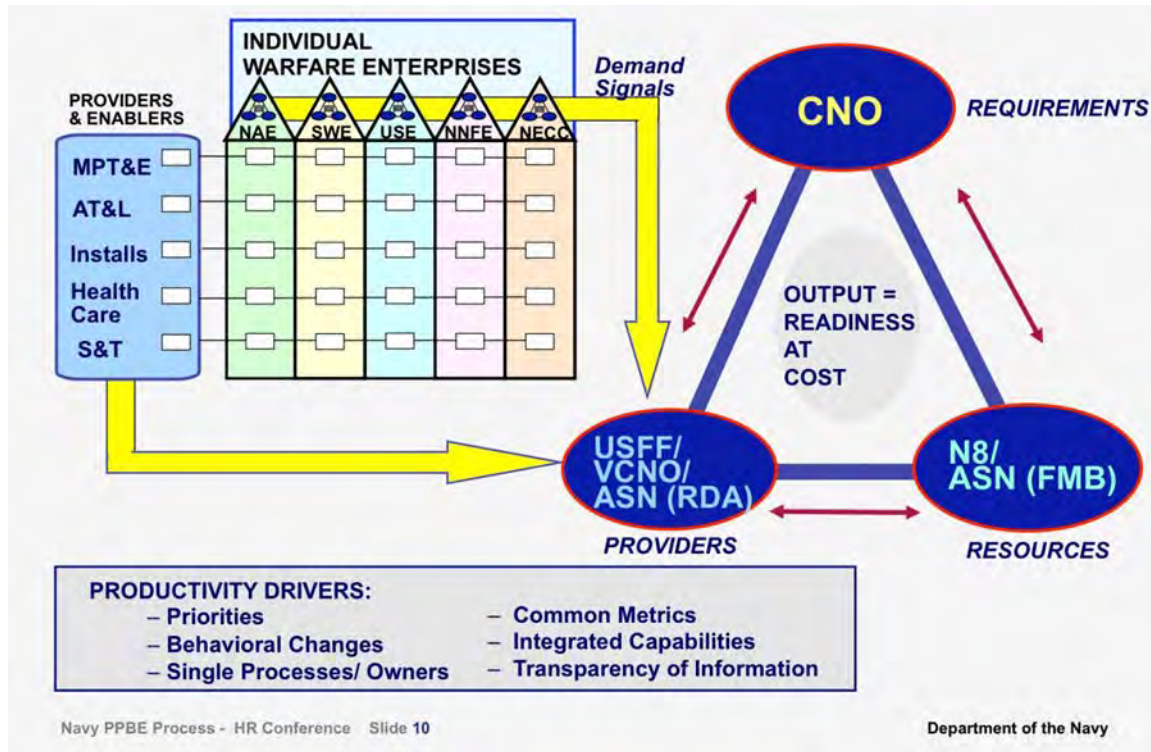 INDIVIDUAL
WARFARE ENTERPRISES
Demand
Signals
PROVIDERS
& ENABLERS
NAE
SWE
USE
NNFE
NECC
MPT&E
AT&L
Installs
Health
Care
S&T
CNO
REQUIREMENTS
OUTPUT =
READINESS
AT
COST
USFF/
VCNO/
ASN (RDA)
PROVIDERS
N8/
ASN (FMB)
RESOURCES
PRODUCTIVITY DRIVERS:
– Priorities
– Behavioral Changes
– Single Processes/ Owners
– Common Metrics
– Integrated Capabilities
– Transparency of Information
Navy PPBE Process - HR Conference Slide 10
Department of the Navy